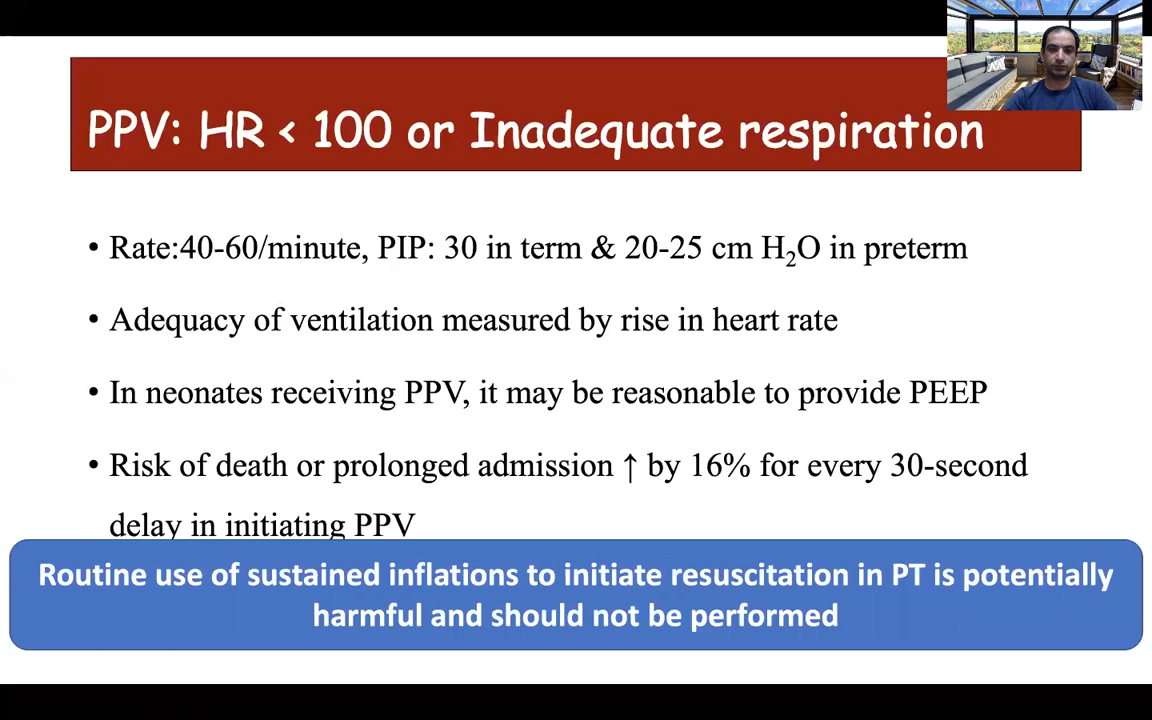 PPV: HR < 100 or Inadequate respiration
• Rate:40-60/minute, PIP: 30 in term & 20-25 cm H₂O in preterm
• Adequacy of ventilation measured by rise in heart rate
• In neonates receiving PPV, it may be reasonable to provide PEEP
• Risk of death or prolonged admission ↑ by 16% for every 30-second
delay in initiating PPV
Routine use of sustained inflations to initiate resuscitation in PT is potentially
harmful and should not be performed